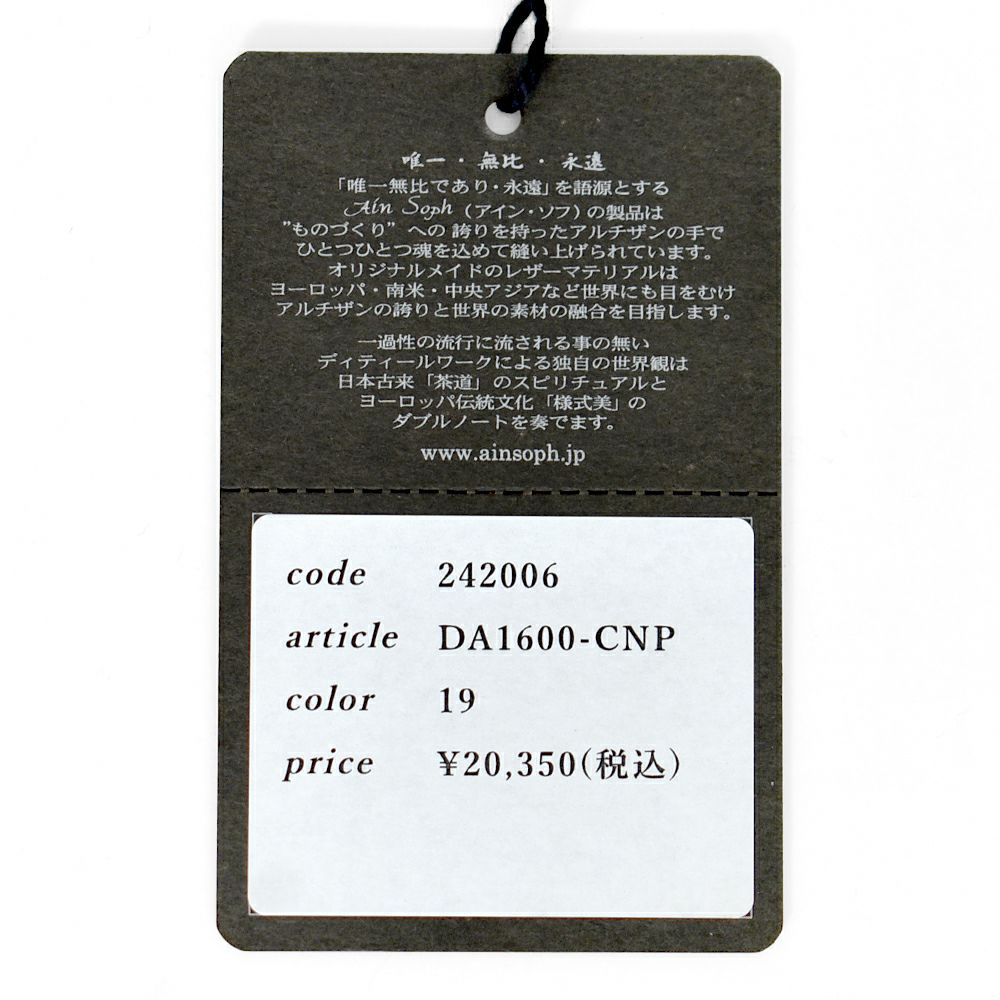 唯一・無比・永遠
「唯一無比であり・永遠」を語源とする
Ain Soph（アイン・ソフ）の製品は
"ものづくり" への 誇りを持ったアルチザンの手で
ひとつひとつ魂を込めて縫い上げられています。
オリジナルメイドのレザーマテリアルは
ヨーロッパ・南米・中央アジアなど世界にも目をむけ
アルチザンの誇りと世界の素材の融合を目指します。
一過性の流行に流される事の無い
ディティールワークによる独自の世界観は
日本古来「茶道」のスピリチュアルと
ヨーロッパ伝統文化「様式美」の
ダブルノートを奏でます。
www.ainsoph.jp
code 242006
article DA1600-CNP
color 19
price ¥20,350(税込)